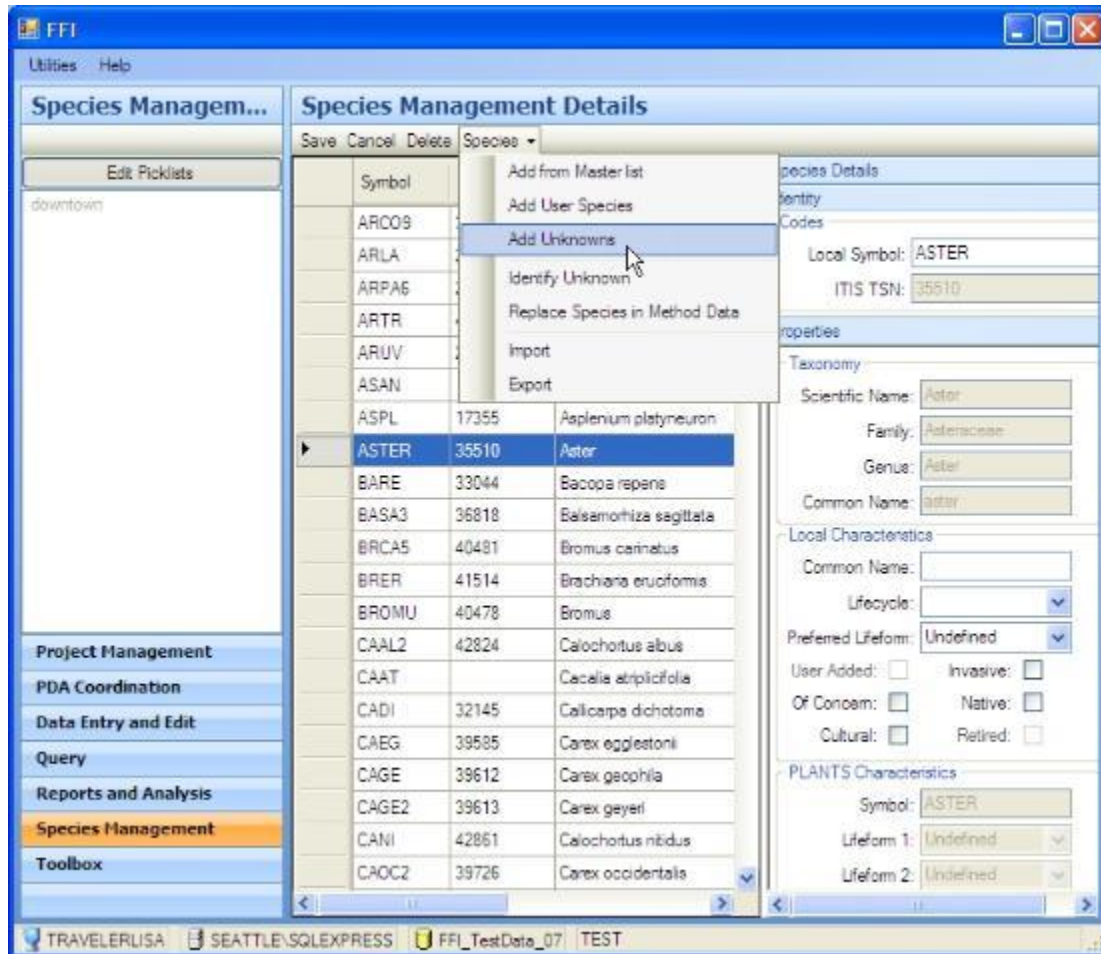 FFI
Utilities Help
Species Managem...
Species Management Details
Save Cancel Delete Species
Edit Picklists
downtown
Symbol
Add from Master list
Add User Species
Add Unknowns
Identify Unknown
Replace Species in Method Data
Import
Export
ARCO9
ARLA
ARPA6
ARTR
ARUV
ASAN
ASPL 17355 Asplenium platyneuron
ASTER 35510 Aster
BARE 33044 Bacopa repens
BASA3 36818 Balsamorhiza sagittata
BRCA5 40481 Bromus carinatus
BRER 41514 Brachiaria eruciformis
BROMU 40478 Bromus
CAAL2 42824 Calochortus albus
CAAT Cacalia atriplicifolia
CADI 32145 Callicarpa dichotoma
CAEG 39585 Carex egglestonii
CAGE 39612 Carex geophila
CAGE2 39613 Carex geyeri
CANI 42861 Calochortus nitidus
CAOC2 39726 Carex occidentalis
pecies Details
dentity
Codes
Local Symbol: ASTER
ITIS TSN: 35510
roperties
Taxonomy
Scientific Name: Aster
Family: Asteraceae
Genus: Aster
Common Name: aster
Local Characteristics
Common Name:
Lifecycle:
Preferred Lifeform: Undefined
User Added: Invasive:
Of Concern: Native:
Cultural: Retired:
PLANTS Characteristics
Symbol: ASTER
Lifeform 1: Undefined
Lifeform 2: Undefined
Project Management
PDA Coordination
Data Entry and Edit
Query
Reports and Analysis
Species Management
Toolbox
TRAVELERLISA SEATTLE\SQLEXPRESS FFI_TestData_07 TEST